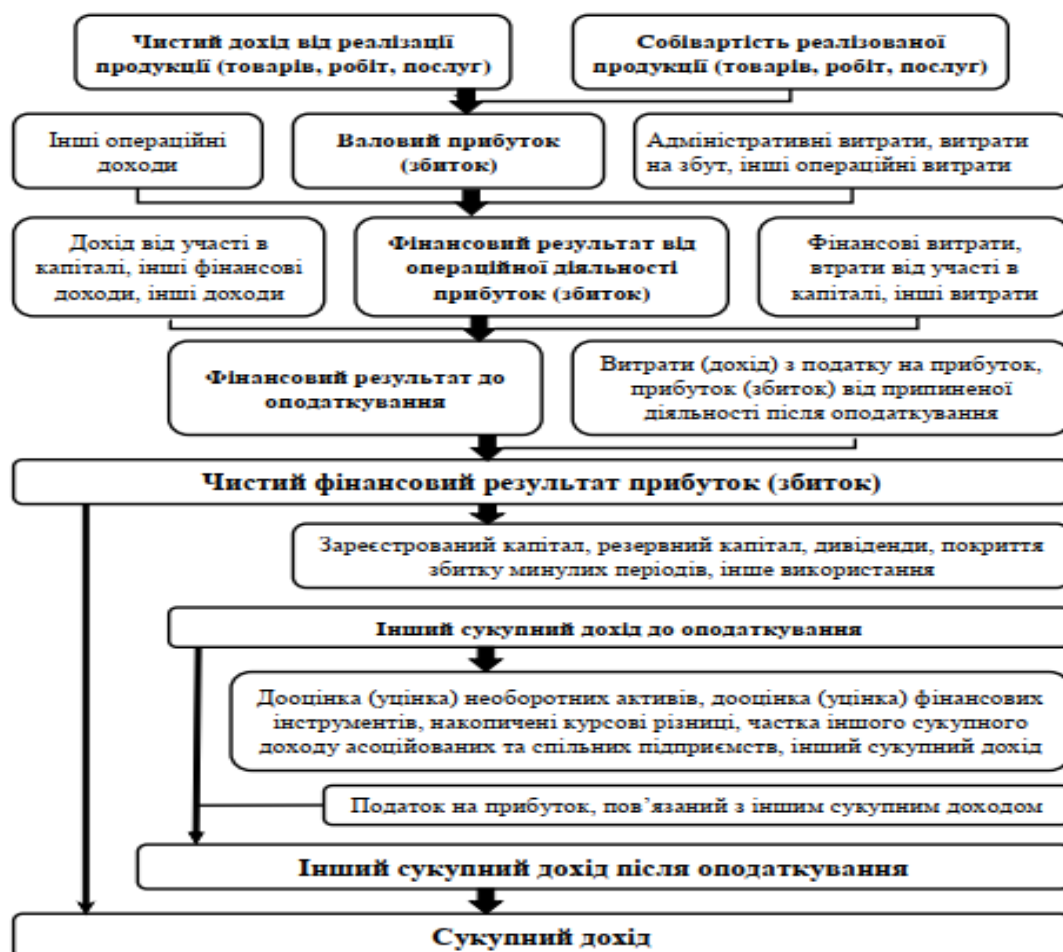 Чистий дохід від реалізації
продукції (товарів, робіт, послуг)
Собівартість реалізованої
продукції (товарів, робіт, послуг)
Інші операційні
доходи
Валовий прибуток
(збиток)
Адміністративні витрати, витрати
на збут, інші операційні витрати
Дохід від участі в
капіталі, інші фінансові
доходи, інші доходи
Фінансовий результат від
операційної діяльності
прибуток (збиток)
Фінансові витрати,
втрати від участі в
капіталі, інші витрати
Фінансовий результат до
оподаткування
Витрати (дохід) з податку на прибуток,
прибуток (збиток) від припиненої
діяльності після оподаткування
Чистий фінансовий результат прибуток (збиток)
Зареєстрований капітал, резервний капітал, дивіденди, покриття
збитку минулих періодів, інше використання
Інший сукупний дохід до оподаткування
Дооцінка (уцінка) необоротних активів, дооцінка (уцінка) фінансових
інструментів, накопичені курсові різниці, частка іншого сукупного
доходу асоційованих та спільних підприємств, інший сукупний дохід
Податок на прибуток, пов’язаний з іншим сукупним доходом
Інший сукупний дохід після оподаткування
Сукупний дохід